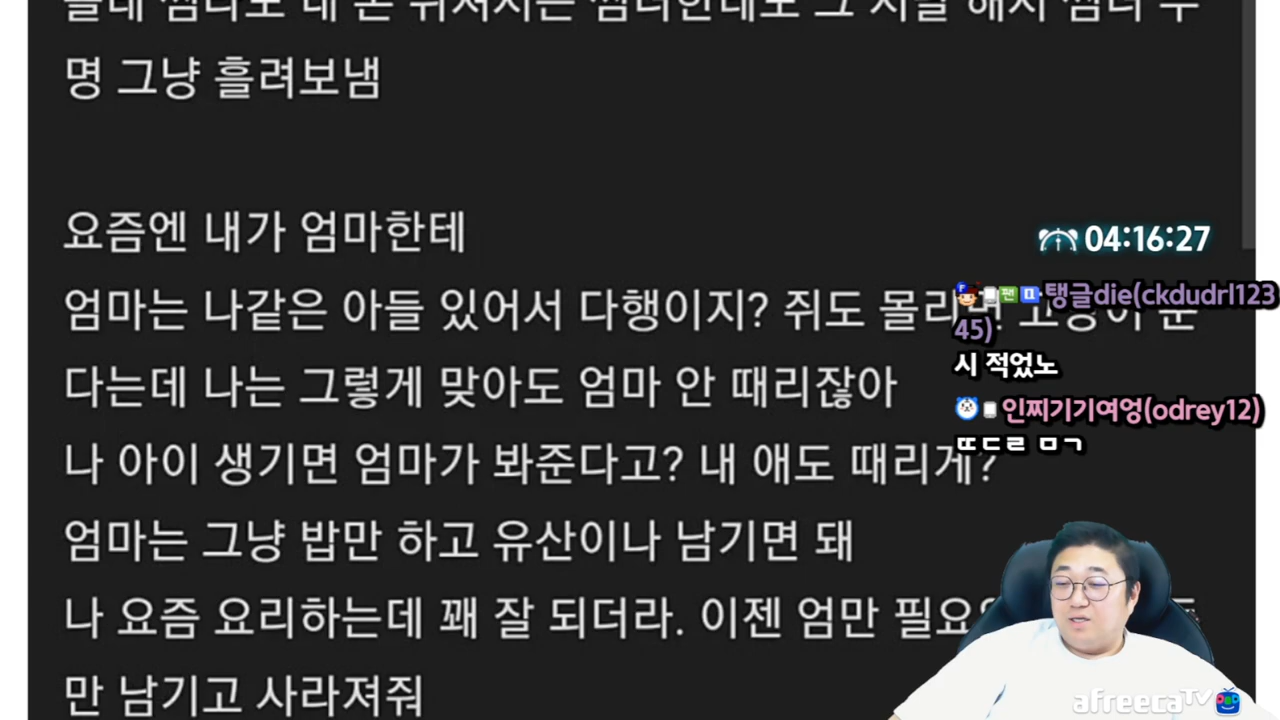 명 그냥 흘려보냄
요즘엔 내가 엄마한테
엄마는 나같은 아들 있어서 다행이지? 쥐도
다는데 나는 그렇게 맞아도 엄마 안 때리잖아
나 아이 생기면 엄마가 봐준다고? 내 애도 때리게?
엄마는 그냥 밥만 하고 유산이나 남기면 돼
나 요즘 요리하는데 꽤 잘 되더라. 이젠 엄만
만 남기고 사라져줘
04:16:27
탱글die(ckdudrl123
45)
시 적었노
인찌기기여엉(odrey12)
ㄸㄷㄹ ㅁㄱ
afreecaTV